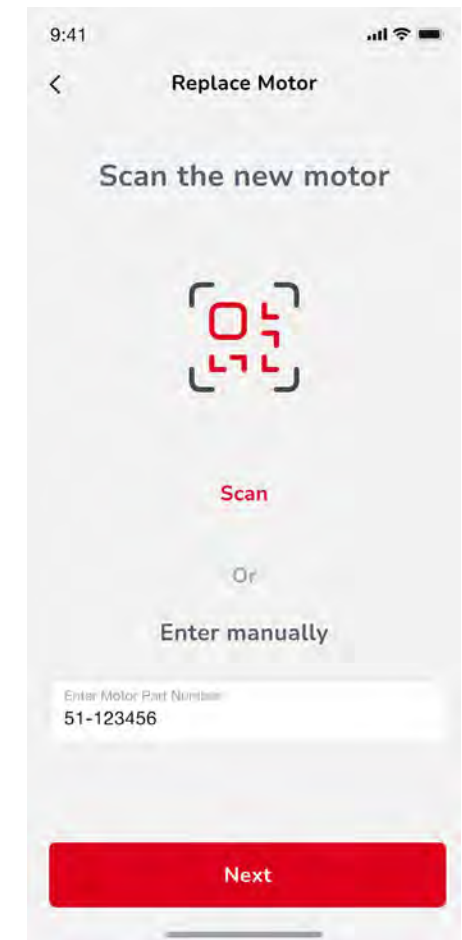 9:41
Replace Motor
Scan the new motor
Scan
Or
Enter manually
Enter Motor Part Number
51-123456
Next